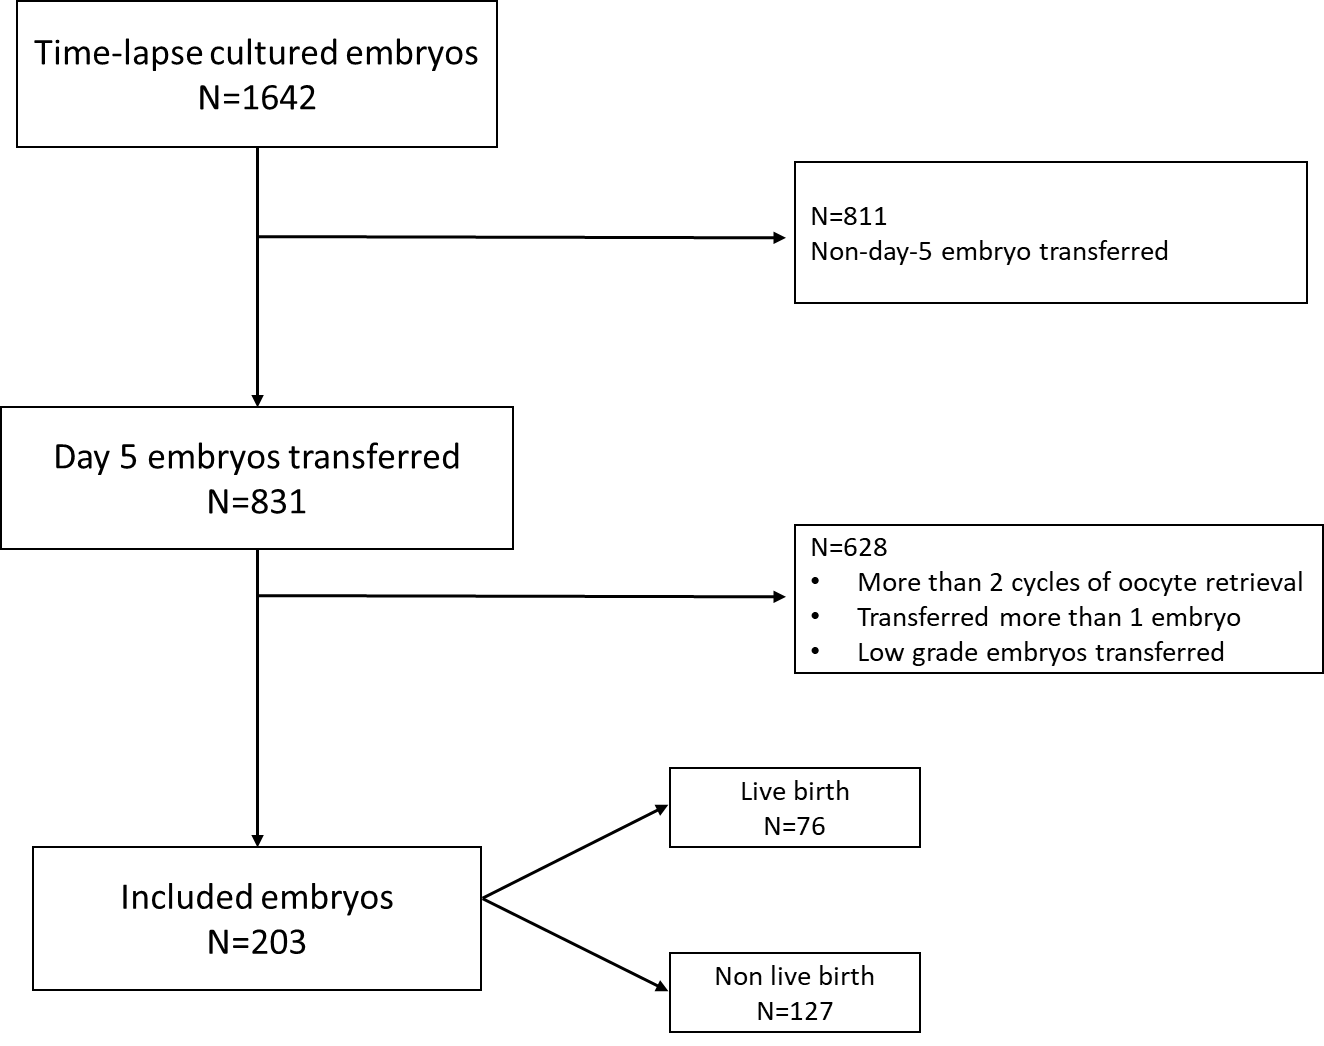 Time-lapse cultured embryos
N=1642
N=811
Non-day-5 embryo transferred
Day 5 embryos transferred
N=831
N=628
• More than 2 cycles of oocyte retrieval
• Transferred more than 1 embryo
• Low grade embryos transferred
Live birth
N=76
Included embryos
N=203
Non live birth
N=127